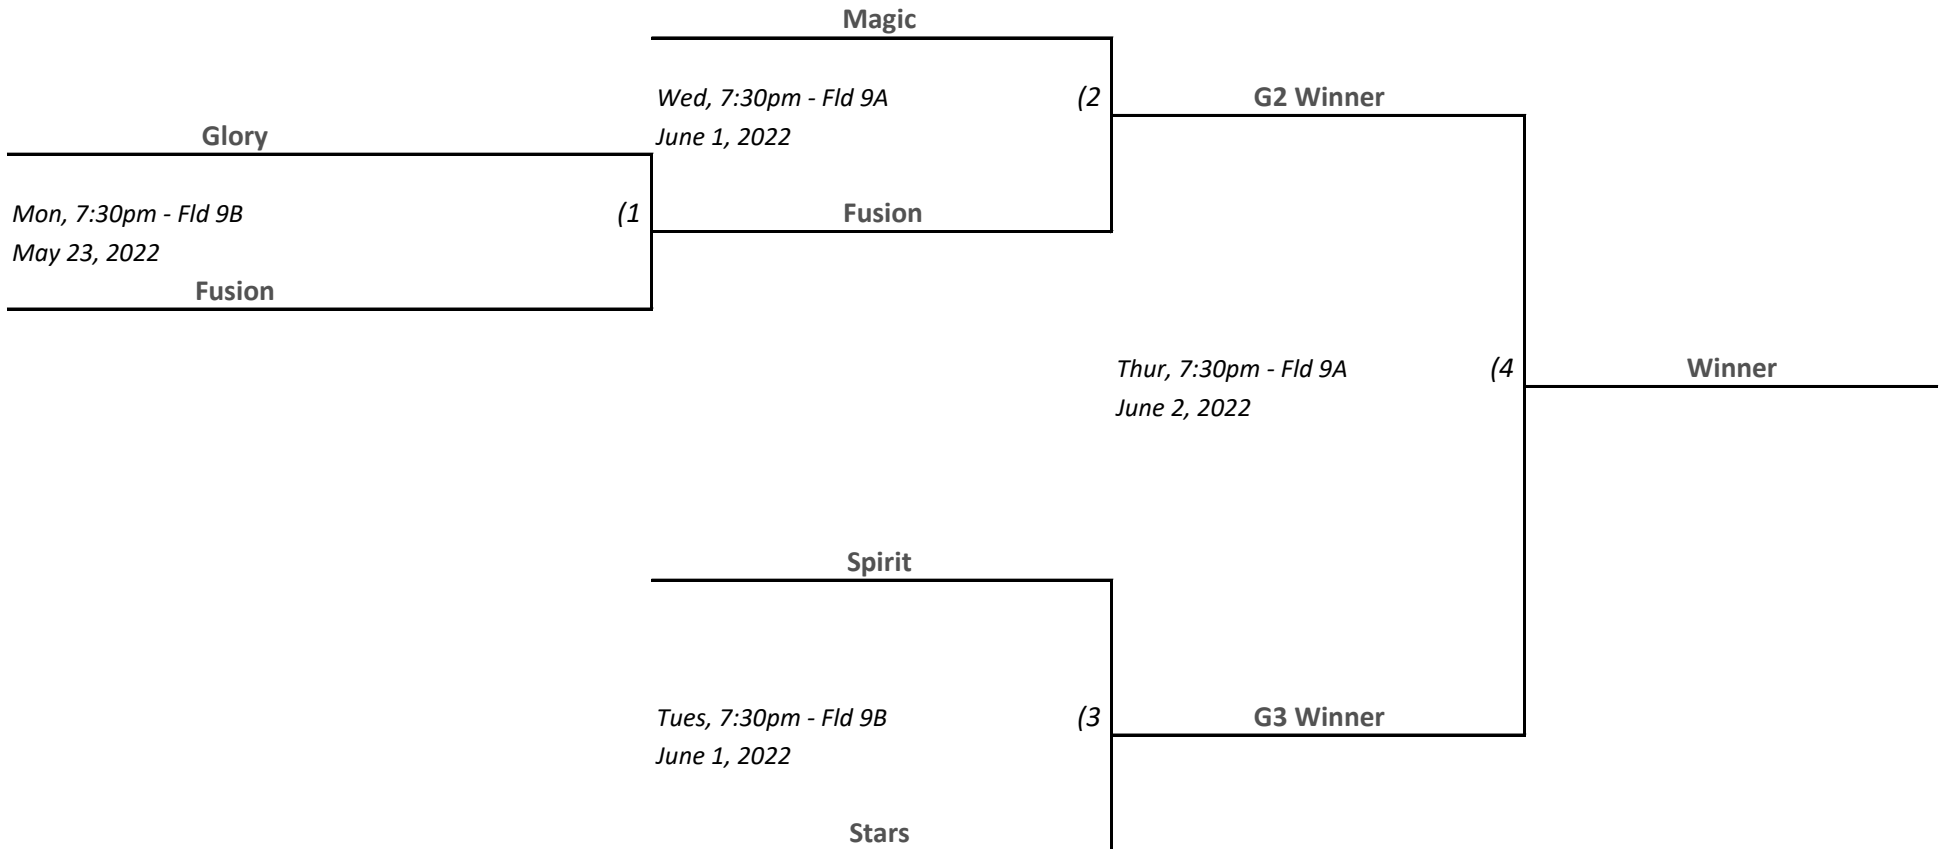 Magic
Wed, 7:30pm - Fld 9A (2
June 1, 2022
G2 Winner
Glory
Mon, 7:30pm - Fld 9B (1
May 23, 2022
Fusion
Fusion
Thur, 7:30pm - Fld 9A (4
June 2, 2022
Winner
Spirit
Tues, 7:30pm - Fld 9B (3
June 1, 2022
G3 Winner
Stars